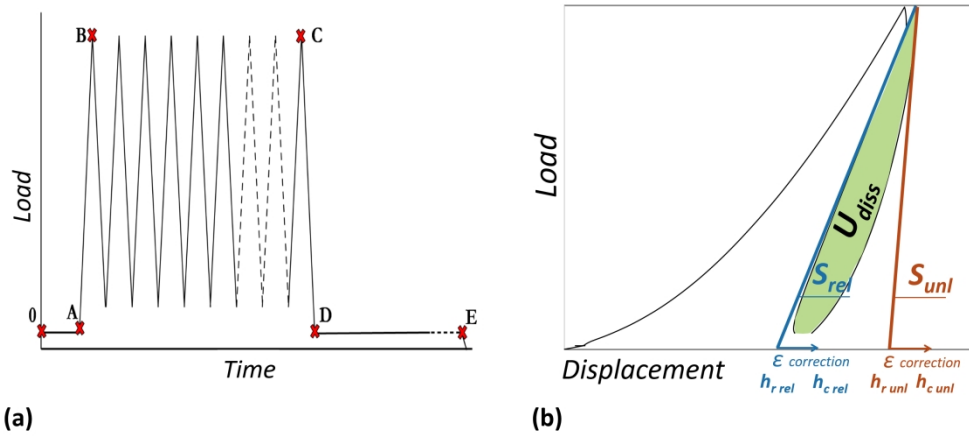 B
C
0
A
D
E
Load
Time
(a)
Load
Displacement
U_diss
S_rel
S_unl
ε correction
h_r rel h_c rel
ε correction
h_r unl h_c unl
(b)